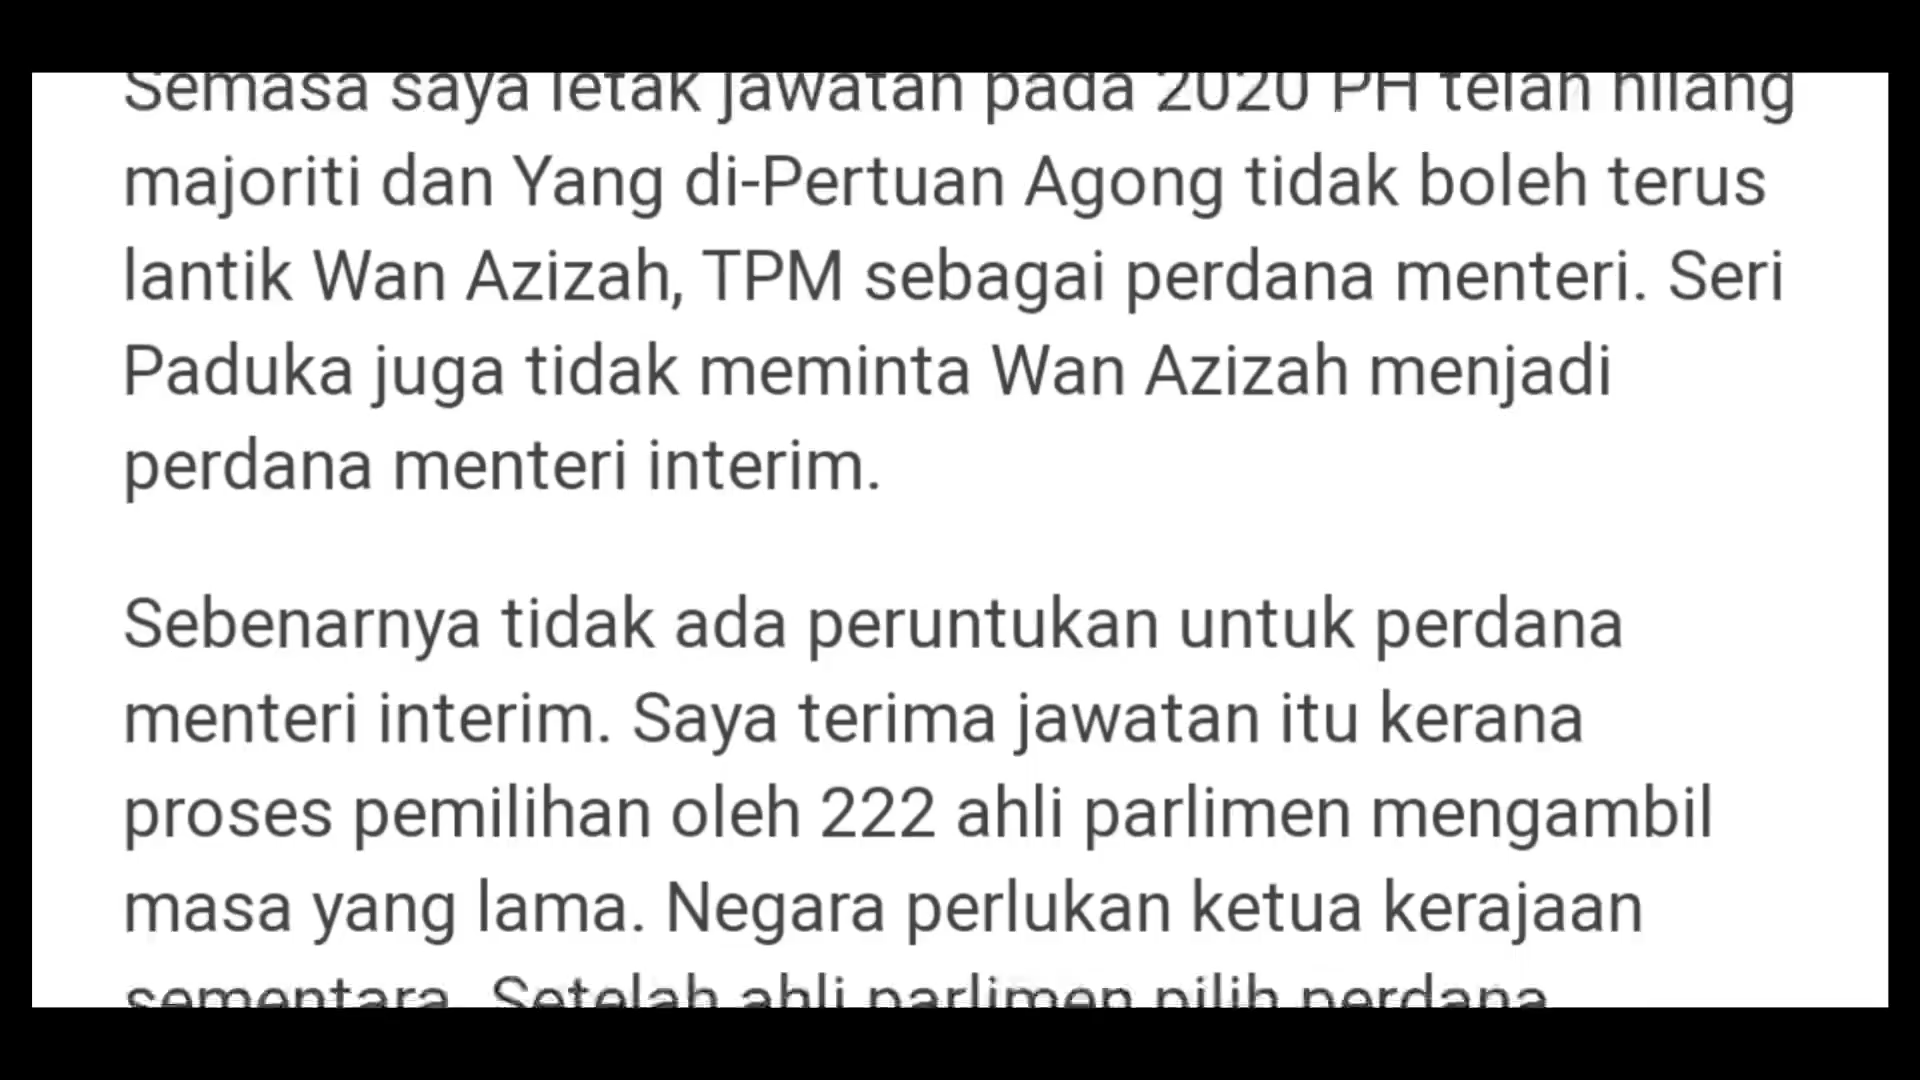 Semasa saya letak jawatan pada 2020 PH telah hilang
majoriti dan Yang di-Pertuan Agong tidak boleh terus
lantik Wan Azizah, TPM sebagai perdana menteri. Seri
Paduka juga tidak meminta Wan Azizah menjadi
perdana menteri interim.
Sebenarnya tidak ada peruntukan untuk perdana
menteri interim. Saya terima jawatan itu kerana
proses pemilihan oleh 222 ahli parlimen mengambil
masa yang lama. Negara perlukan ketua kerajaan
sementara. Setelah ahli parlimen pilih perdana